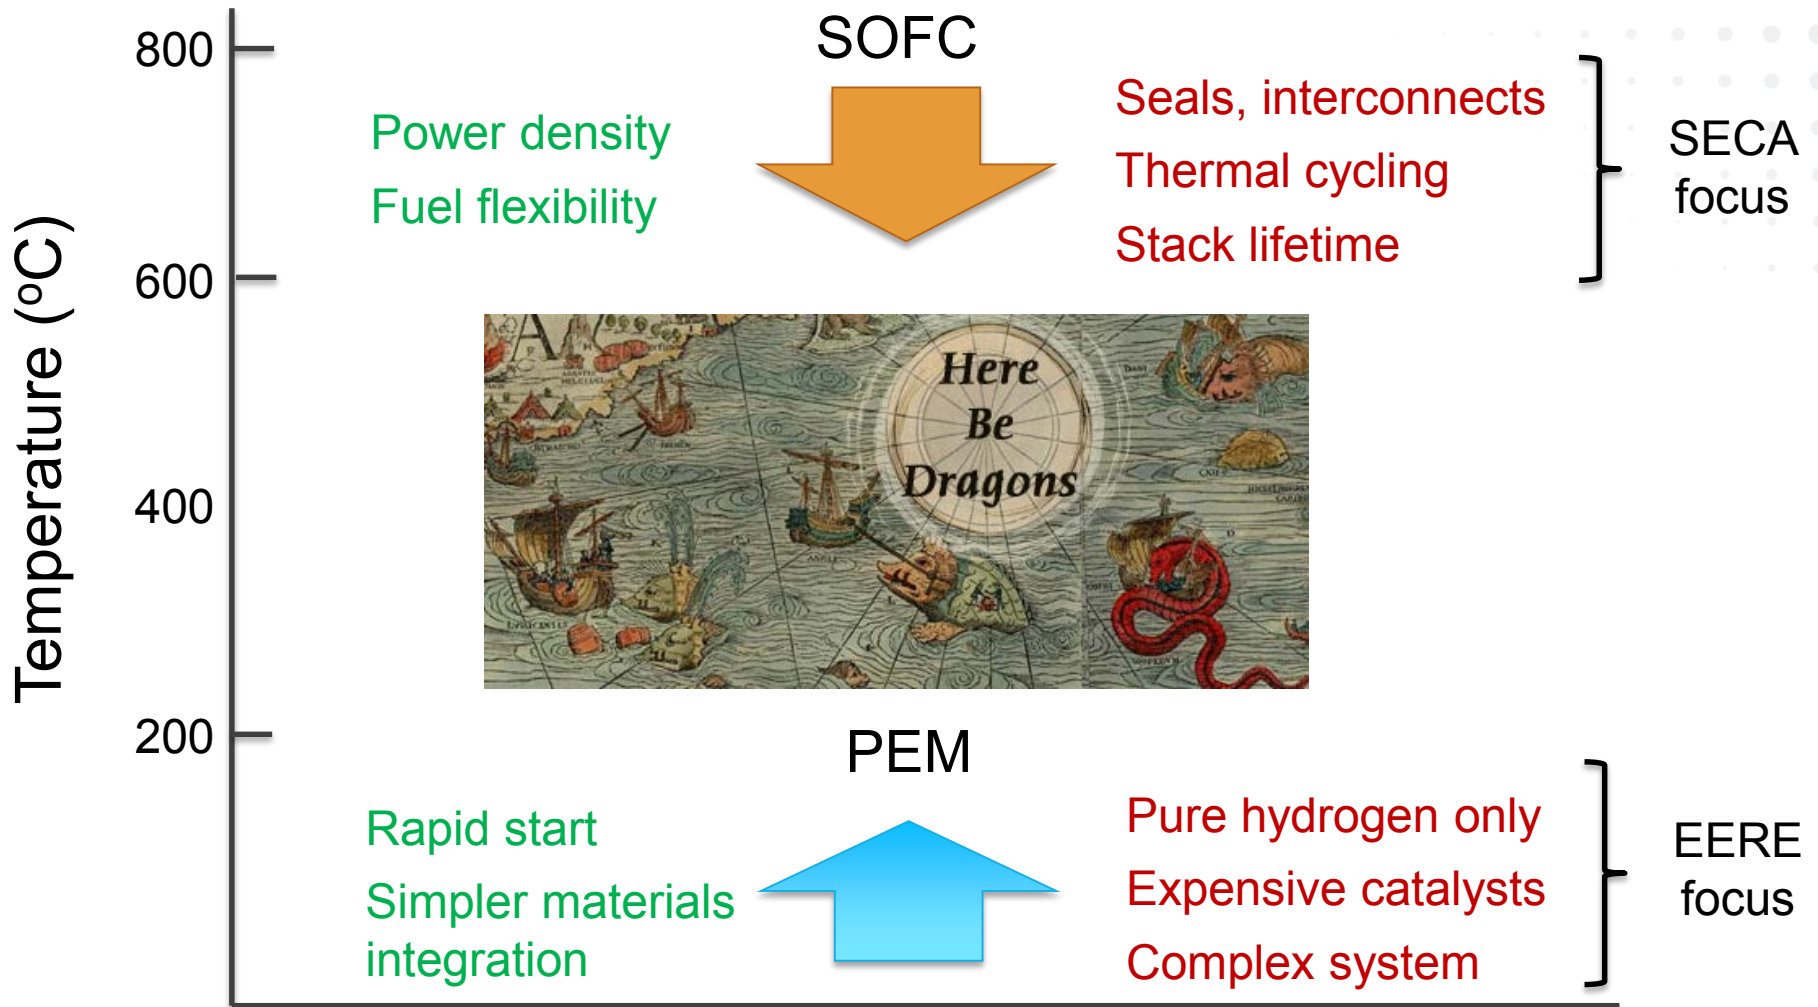 SOFC
800
Power density
Fuel flexibility
Seals, interconnects
Thermal cycling
Stack lifetime
SECA
focus
Temperature (ºC)
600
400
200
A
Here
Be
Dragons
PEM
Rapid start
Simpler materials
integration
Pure hydrogen only
Expensive catalysts
Complex system
EERE
focus